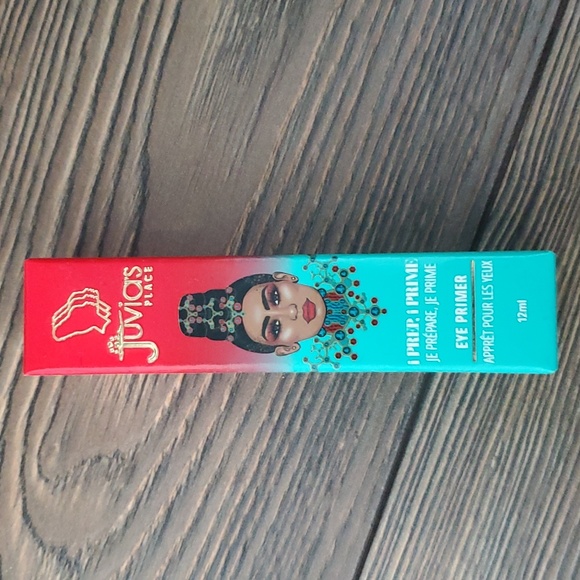 Juvias
PLACE
I PREP, I PRIME
JE PRÉPARE, JE PRIME
EYE PRIMER
APPRÊT POUR LES YEUX
12ml